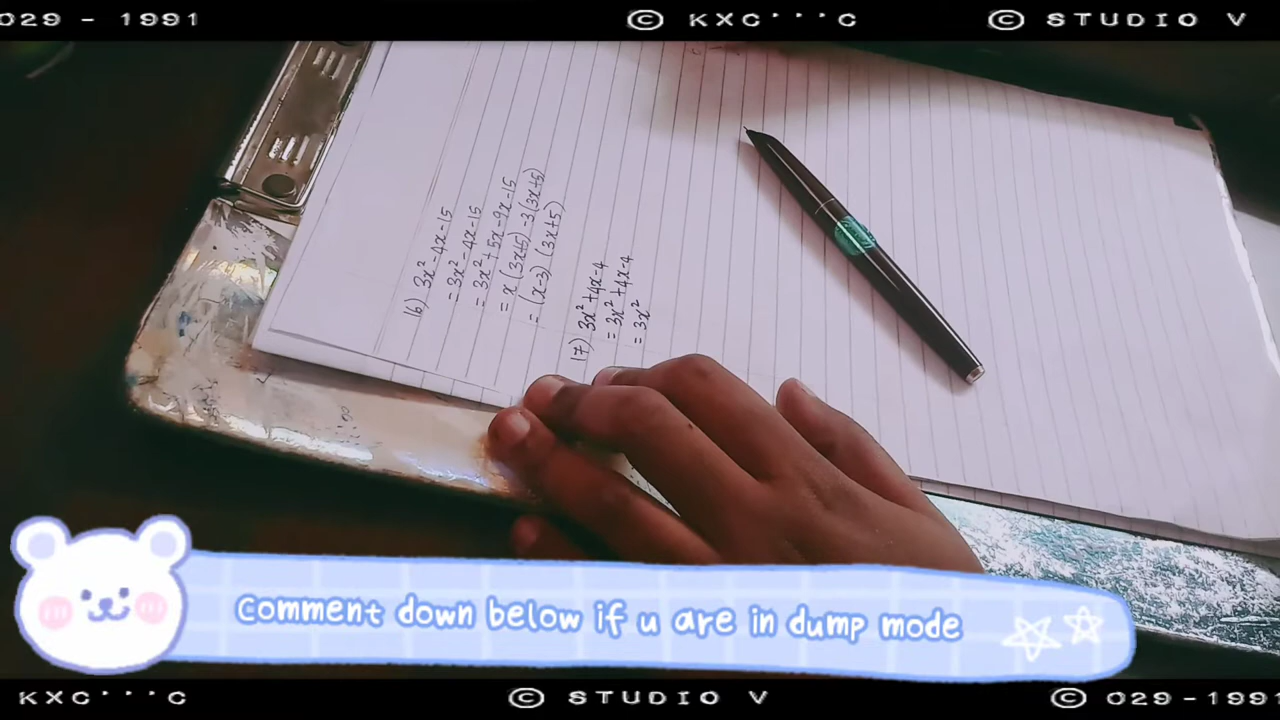 029 - 1991
© KXC```C
© STUDIO V
16) 3x² -4x-15
= 3x² -4x-15
= 3x² +5x-9x-15
= x(3x+5) -3(3x+5)
= (x-3) (3x+5)
17) 3x² +4x-4
= 3x² +4x-4
= 3x²
comment down below if u are in dump mode
KXC```C
© STUDIO V
© 029-1991